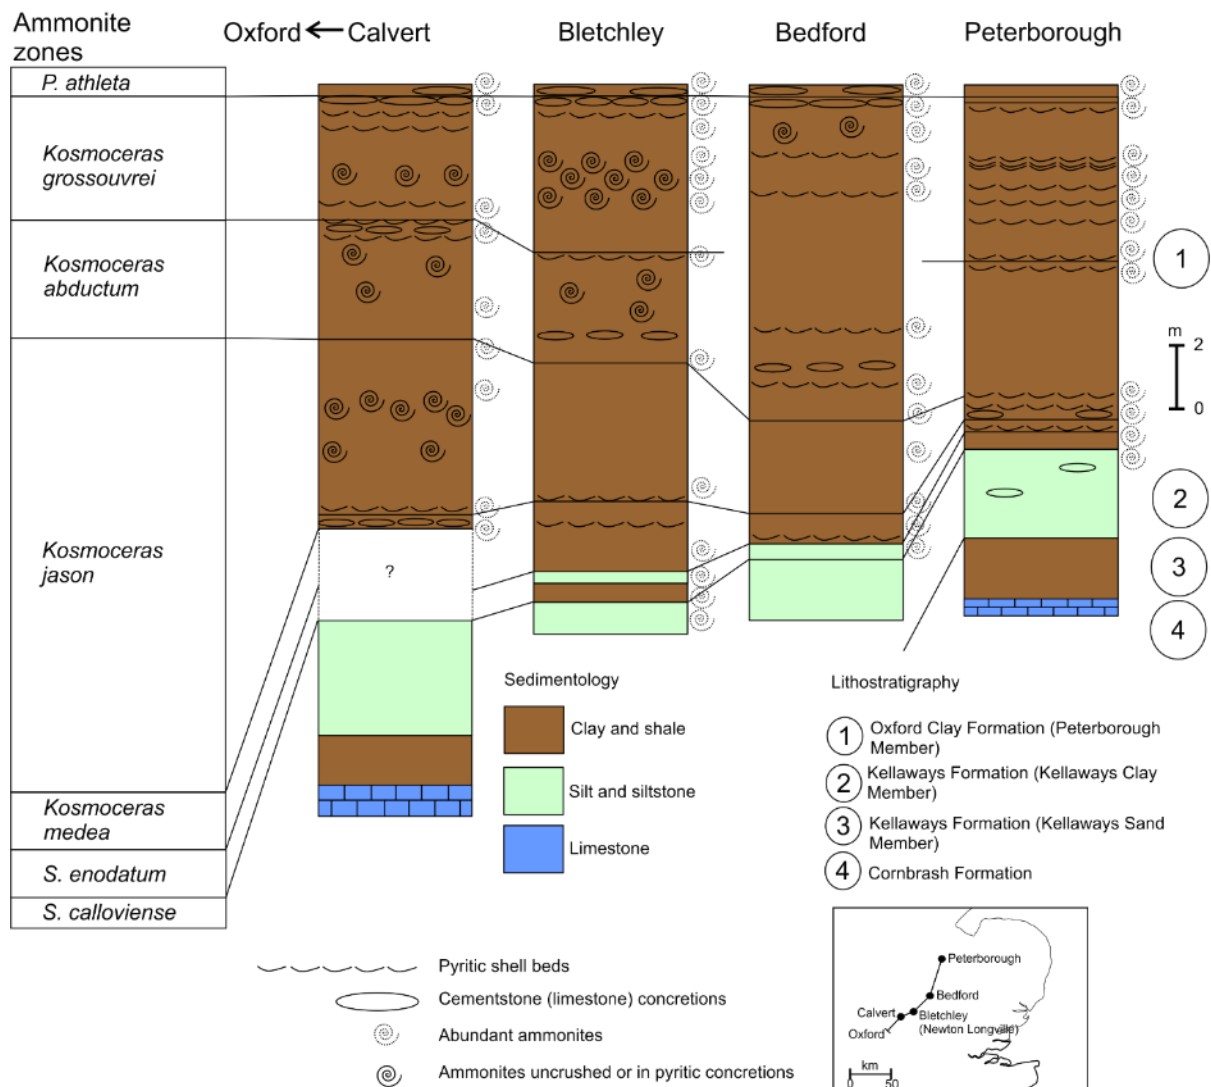 Ammonite
zones
Oxford Calvert
Bletchley
Bedford
Peterborough
P. athleta
Kosmoceras
grossouvrei
Kosmoceras
abductum
Kosmoceras
jason
Kosmoceras
medea
S. enodatum
S. calloviense
?
1
m
2
0
2
3
4
Sedimentology
Clay and shale
Silt and siltstone
Limestone
Lithostratigraphy
1 Oxford Clay Formation (Peterborough
Member)
2 Kellaways Formation (Kellaways Clay
Member)
3 Kellaways Formation (Kellaways Sand
Member)
4 Cornbrash Formation
Pyritic shell beds
Cementstone (limestone) concretions
Abundant ammonites
Ammonites uncrushed or in pyritic concretions
Peterborough
Bedford
Calvert
Bletchley
(Newton Longville)
Oxford
km
0 50